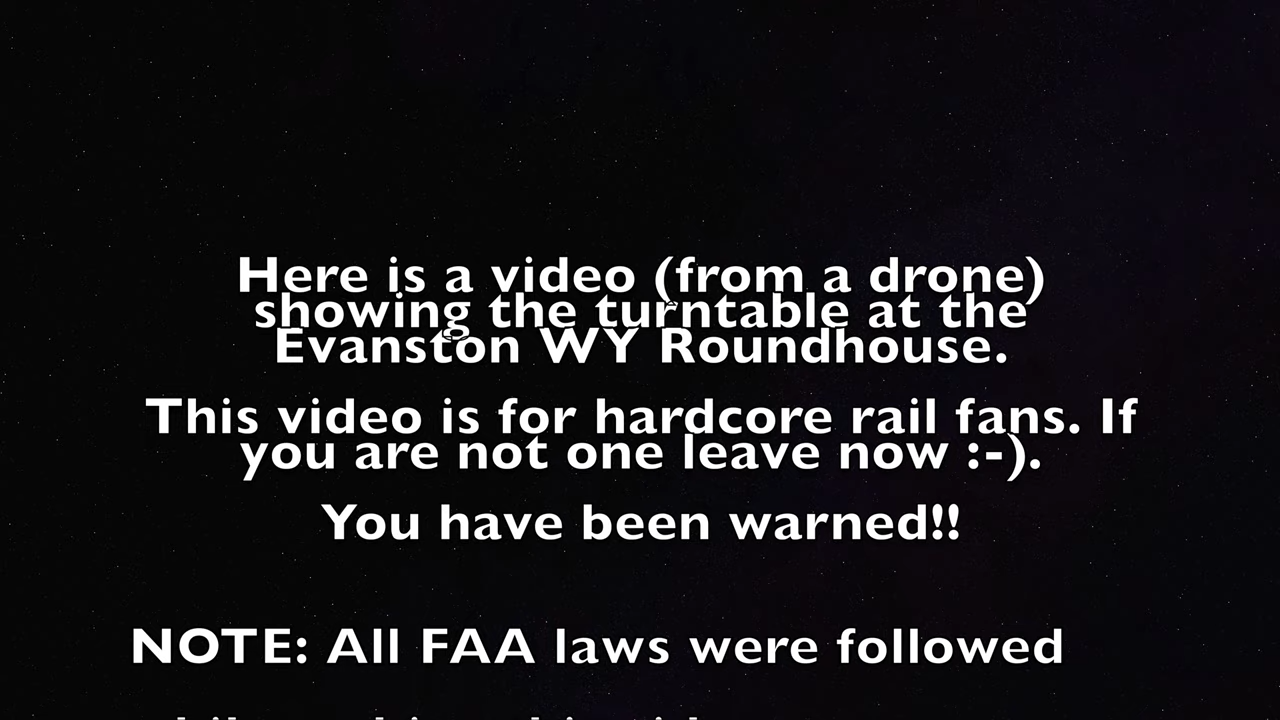 Here is a video (from a drone)
showing the turntable at the
Evanston WY Roundhouse.
This video is for hardcore rail fans. If
you are not one leave now :-).
You have been warned!!
NOTE: All FAA laws were followed